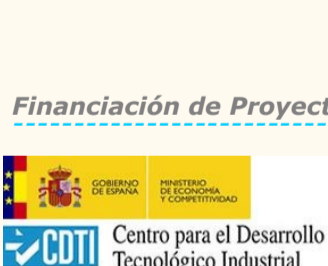 Financiación de Proyect
GOBIERNO
DE ESPAÑA
MINISTERIO
DE ECONOMÍA
Y COMPETITIVIDAD
CDTI
Centro para el Desarrollo
Tecnológico Industrial